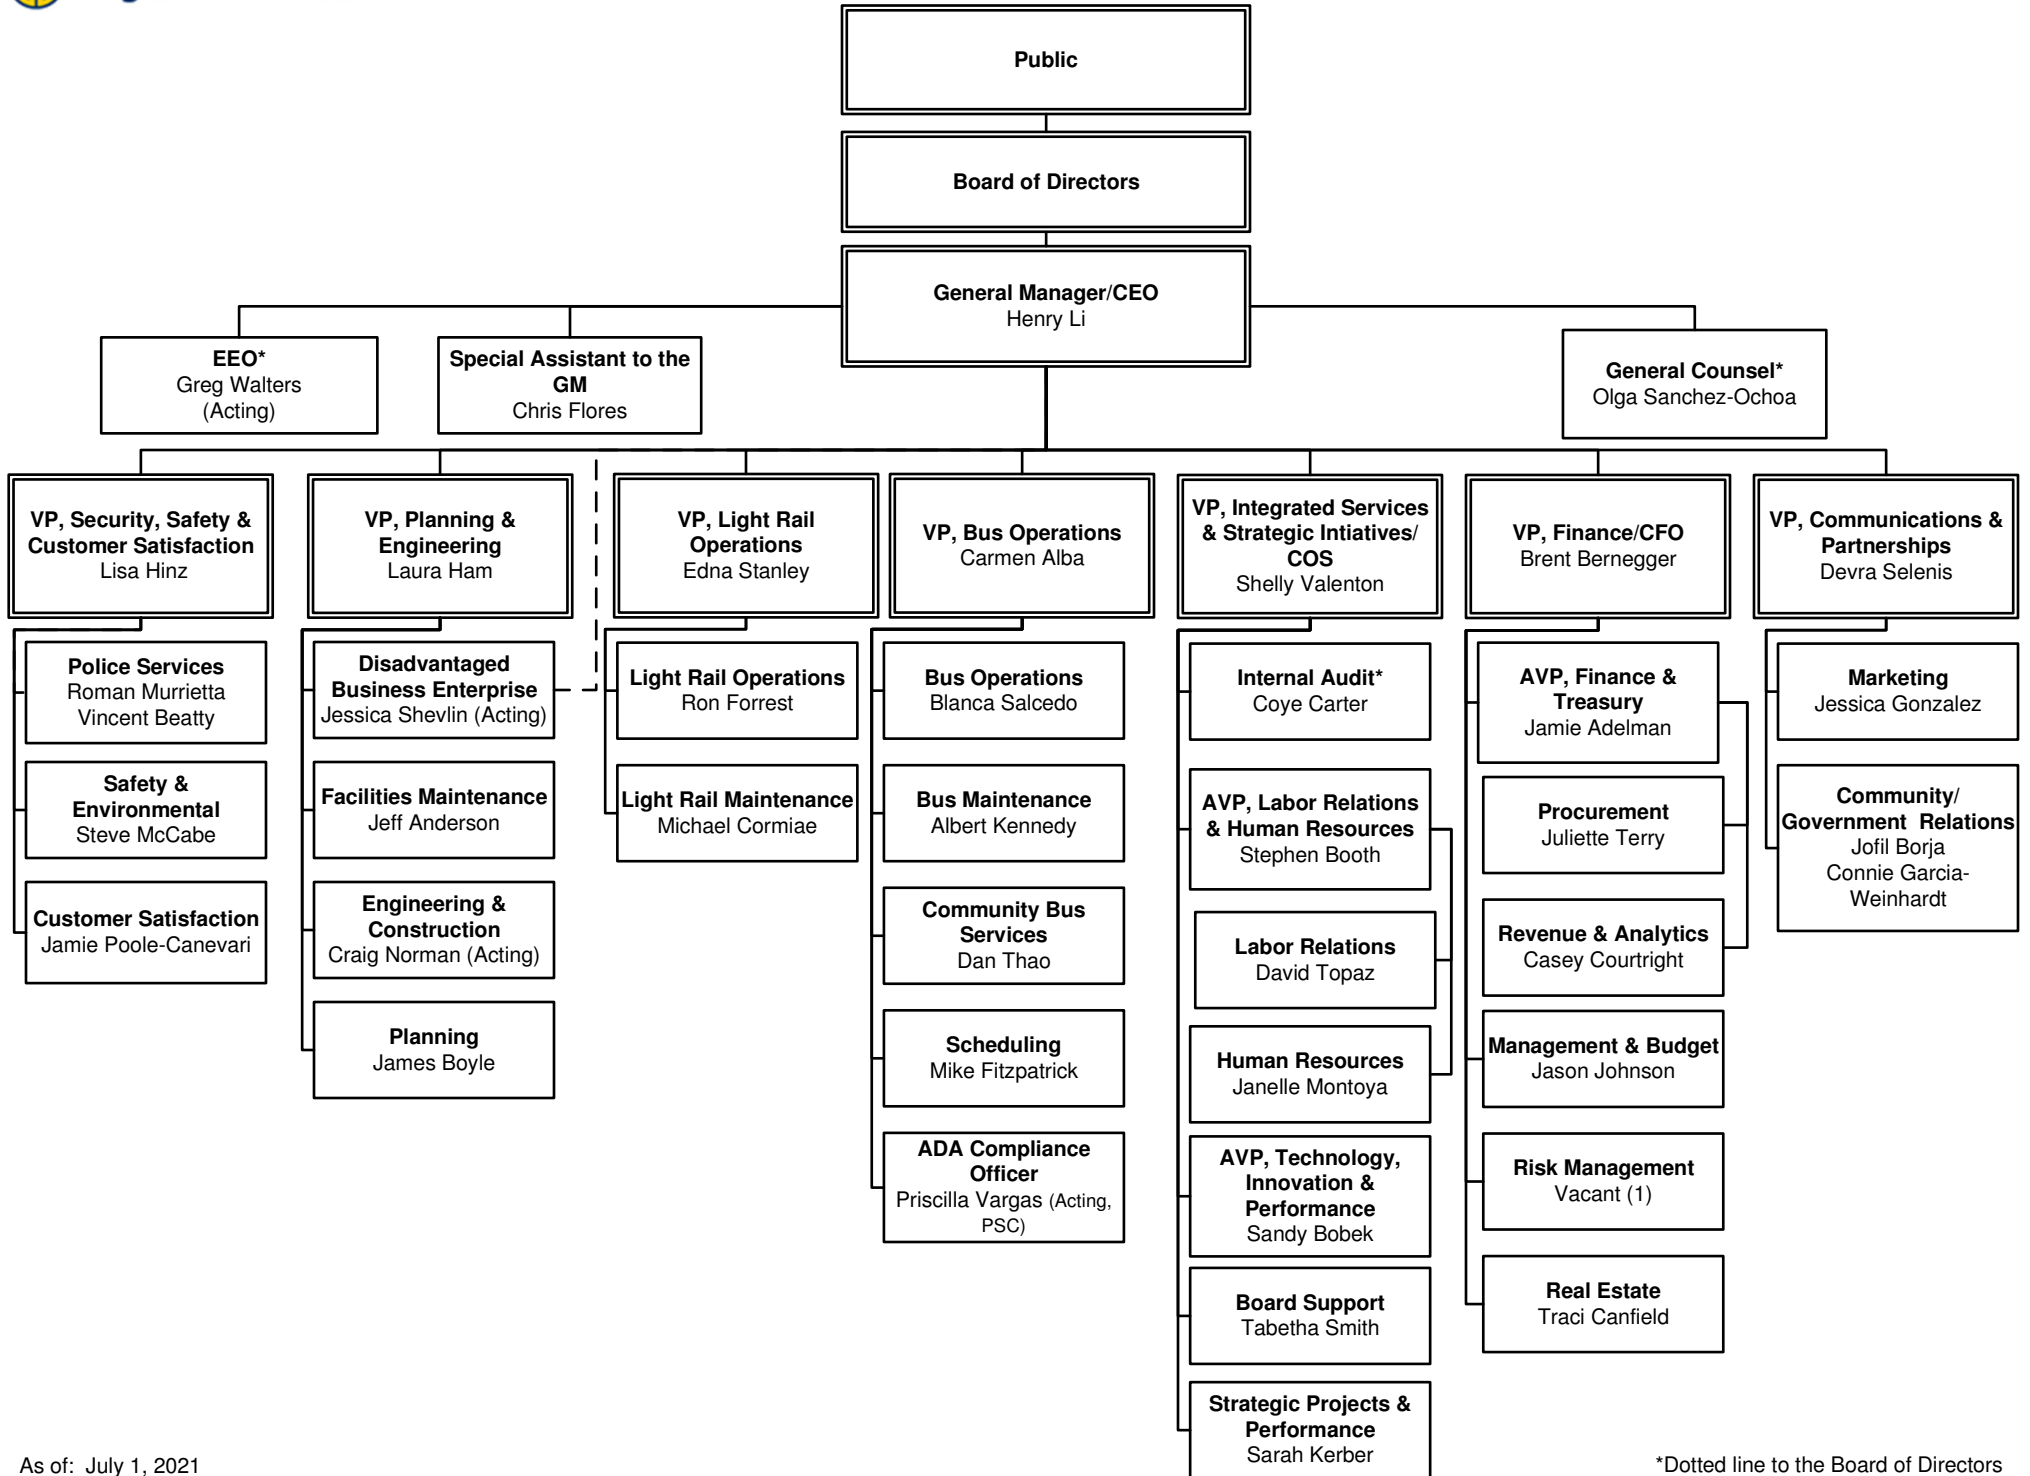 Public
Board of Directors
General Manager/CEO
Henry Li
EEO*
Greg Walters
(Acting)
Special Assistant to the
GM
Chris Flores
General Counsel*
Olga Sanchez-Ochoa
VP, Security, Safety &
Customer Satisfaction
Lisa Hinz
VP, Planning &
Engineering
Laura Ham
VP, Light Rail
Operations
Edna Stanley
VP, Bus Operations
Carmen Alba
VP, Integrated Services
& Strategic Intiatives/
COS
Shelly Valenton
VP, Finance/CFO
Brent Bernegger
VP, Communications &
Partnerships
Devra Selenis
Police Services
Roman Murrietta
Vincent Beatty
Safety &
Environmental
Steve McCabe
Customer Satisfaction
Jamie Poole-Canevari
Disadvantaged
Business Enterprise
Jessica Shevlin (Acting)
Facilities Maintenance
Jeff Anderson
Engineering &
Construction
Craig Norman (Acting)
Planning
James Boyle
Light Rail Operations
Ron Forrest
Light Rail Maintenance
Michael Cormiae
Bus Operations
Blanca Salcedo
Bus Maintenance
Albert Kennedy
Community Bus
Services
Dan Thao
Scheduling
Mike Fitzpatrick
ADA Compliance
Officer
Priscilla Vargas (Acting,
PSC)
Internal Audit*
Coye Carter
AVP, Labor Relations
& Human Resources
Stephen Booth
Labor Relations
David Topaz
Human Resources
Janelle Montoya
AVP, Technology,
Innovation &
Performance
Sandy Bobek
Board Support
Tabetha Smith
Strategic Projects &
Performance
Sarah Kerber
AVP, Finance &
Treasury
Jamie Adelman
Procurement
Juliette Terry
Revenue & Analytics
Casey Courtright
Management & Budget
Jason Johnson
Risk Management
Vacant (1)
Real Estate
Traci Canfield
Marketing
Jessica Gonzalez
Community/
Government Relations
Jofil Borja
Connie Garcia-
Weinhardt
As of: July 1, 2021
*Dotted line to the Board of Directors